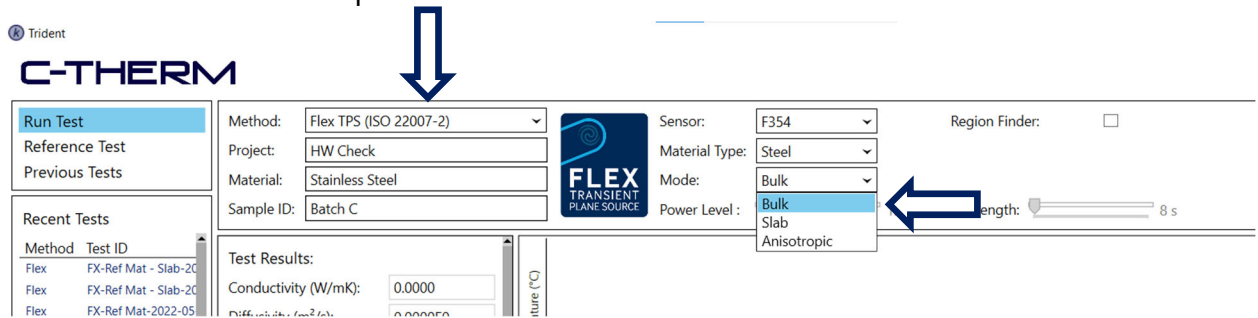 Trident
C-THERM
Run Test
Reference Test
Previous Tests
Recent Tests
Method Test ID
Flex FX-Ref Mat - Slab-20
Flex FX-Ref Mat - Slab-20
Flex FX-Ref Mat-2022-05
Method: Flex TPS (ISO 22007-2)
Project: HW Check
Material: Stainless Steel
Sample ID: Batch C
FLEX
TRANSIENT
PLANE SOURCE
Sensor: F354
Material Type: Steel
Mode: Bulk
Power Level :
Bulk
Slab
Anisotropic
Region Finder:
8 s
Test Results:
Conductivity (W/mK): 0.0000